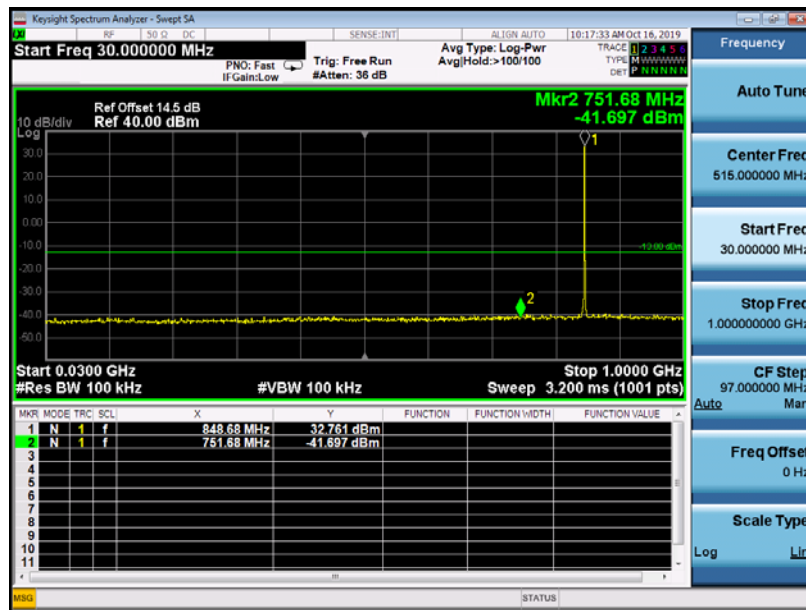 Keysight Spectrum Analyzer - Swept SA
RF 50 Ω DC SENSE:INT ALIGN AUTO 10:17:33 AM Oct 16, 2019
Start Freq 30.000000 MHz
PNO: Fast
IFGain:Low
Trig: Free Run
#Atten: 36 dB
Avg Type: Log-Pwr
Avg|Hold:>100/100
TRACE 1 2 3 4 5 6
TYPE M W W W W W
DET P N N N N N
Ref Offset 14.5 dB
Ref 40.00 dBm
10 dB/div
Log
Mkr2 751.68 MHz
-41.697 dBm
1
30.0
20.0
10.0
0.00
-10.0
-13.00 dBm
-20.0
-30.0
2
-40.0
-50.0
Start 0.0300 GHz Stop 1.0000 GHz
#Res BW 100 kHz #VBW 100 kHz Sweep 3.200 ms (1001 pts)
MKR MODE TRC SCL X Y FUNCTION FUNCTION WIDTH FUNCTION VALUE
1 N 1 f 848.68 MHz 32.761 dBm
2 N 1 f 751.68 MHz -41.697 dBm
3
4
5
6
7
8
9
10
11
MSG STATUS
Frequency
Auto Tune
Center Freq
515.000000 MHz
Start Freq
30.000000 MHz
Stop Freq
1.000000000 GHz
CF Step
97.000000 MHz
Auto Man
Freq Offset
0 Hz
Scale Type
Log Lin